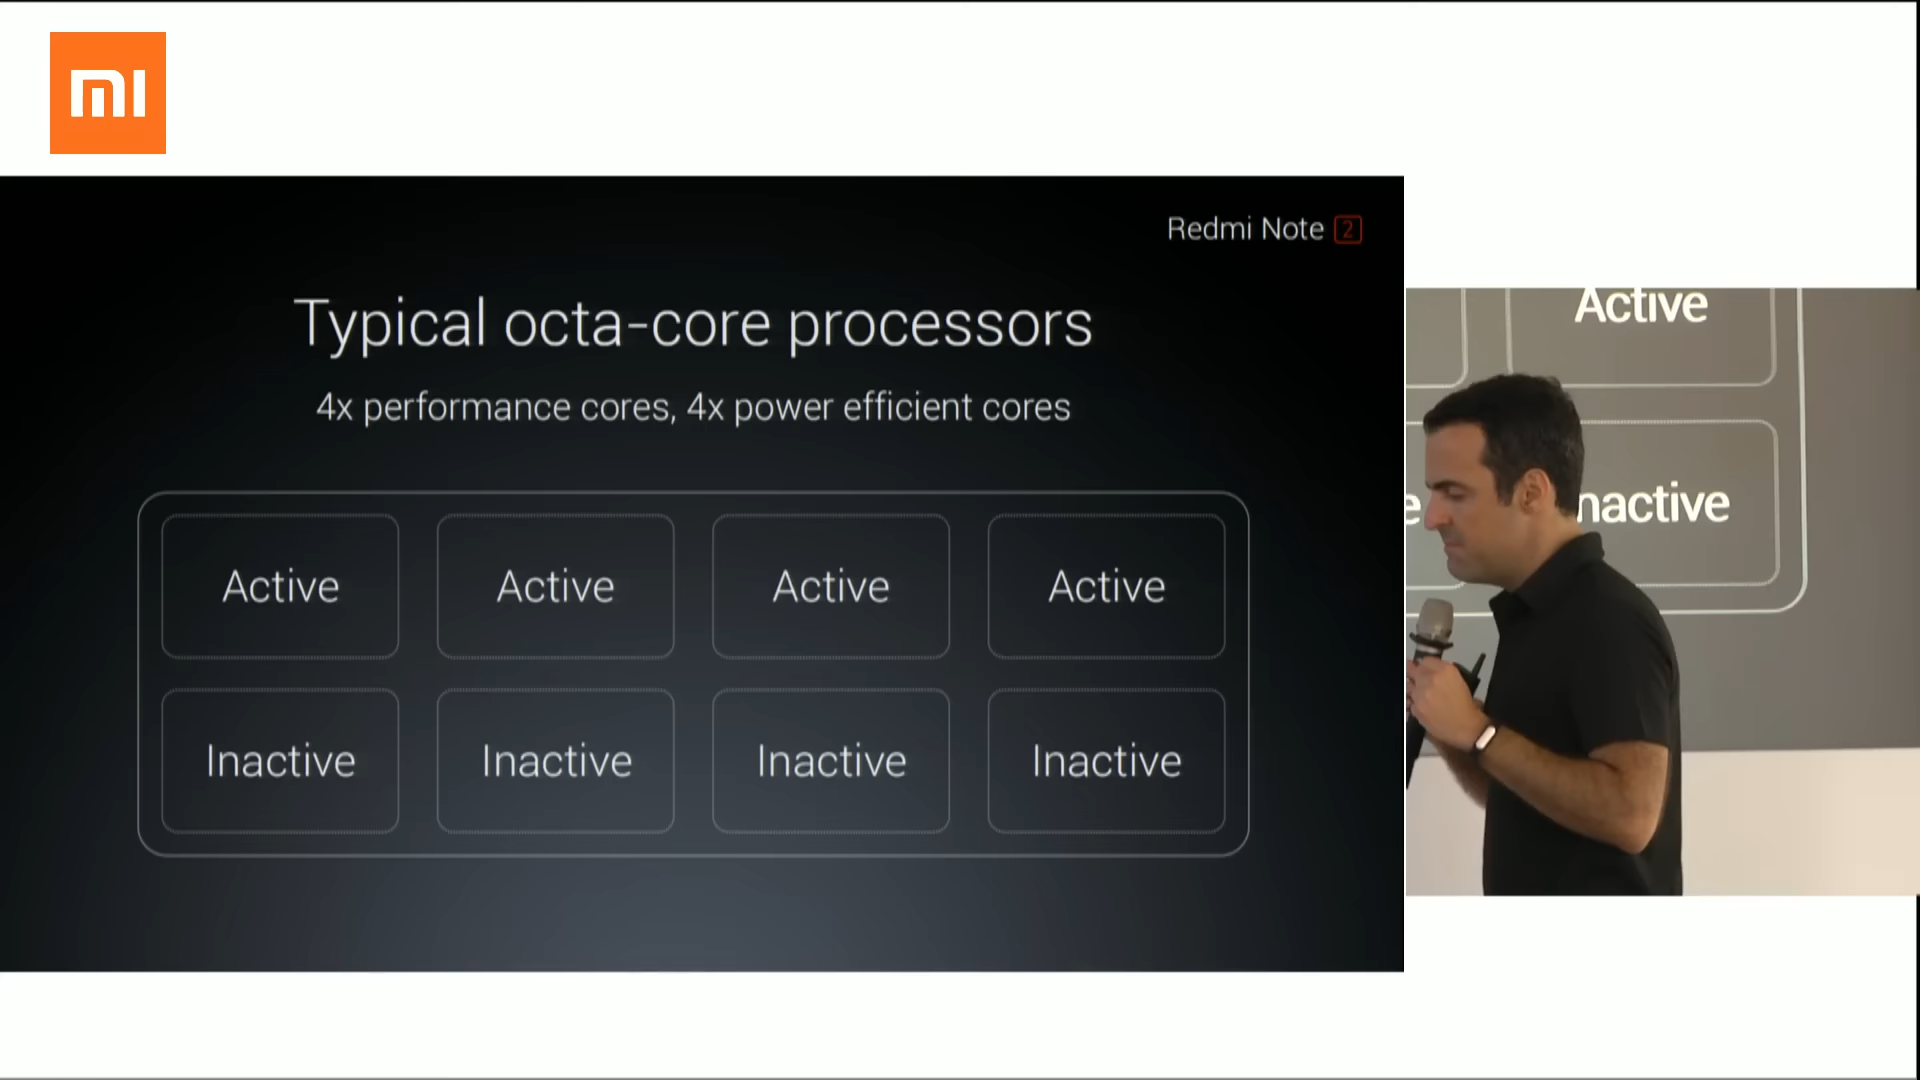 mi
Redmi Note 2
Typical octa-core processors
4x performance cores, 4x power efficient cores
Active Active Active Active
Inactive Inactive Inactive Inactive
Active
e nactive